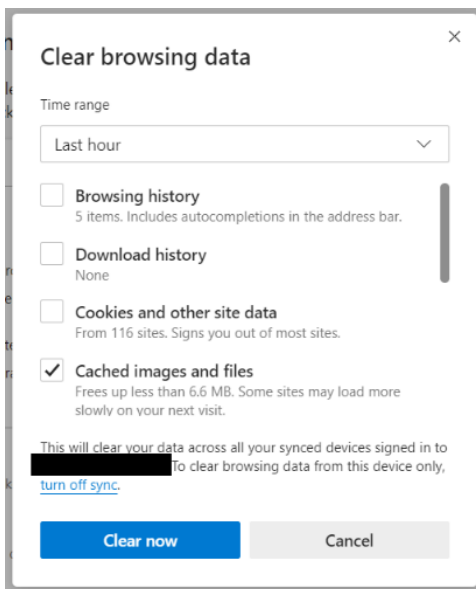 Clear browsing data
Time range
Last hour
Browsing history
5 items. Includes autocompletions in the address bar.
Download history
None
Cookies and other site data
From 116 sites. Signs you out of most sites.
Cached images and files
Frees up less than 6.6 MB. Some sites may load more
slowly on your next visit.
This will clear your data across all your synced devices signed in to
To clear browsing data from this device only,
turn off sync.
Clear now
Cancel